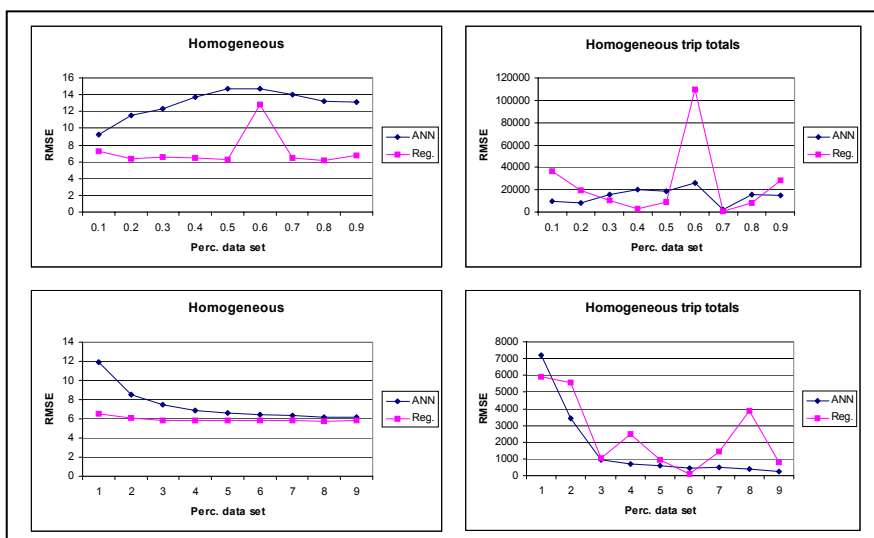 Homogeneous
16
14
12
10
8
6
4
2
0
RMSE
0.1 0.2 0.3 0.4 0.5 0.6 0.7 0.8 0.9
Perc. data set
ANN
Reg.
Homogeneous trip totals
120000
100000
80000
60000
40000
20000
0
RMSE
0.1 0.2 0.3 0.4 0.5 0.6 0.7 0.8 0.9
Perc. data set
ANN
Reg.
Homogeneous
14
12
10
8
6
4
2
0
RMSE
1 2 3 4 5 6 7 8 9
Perc. data set
ANN
Reg.
Homogeneous trip totals
8000
7000
6000
5000
4000
3000
2000
1000
0
RMSE
1 2 3 4 5 6 7 8 9
Perc. data set
ANN
Reg.